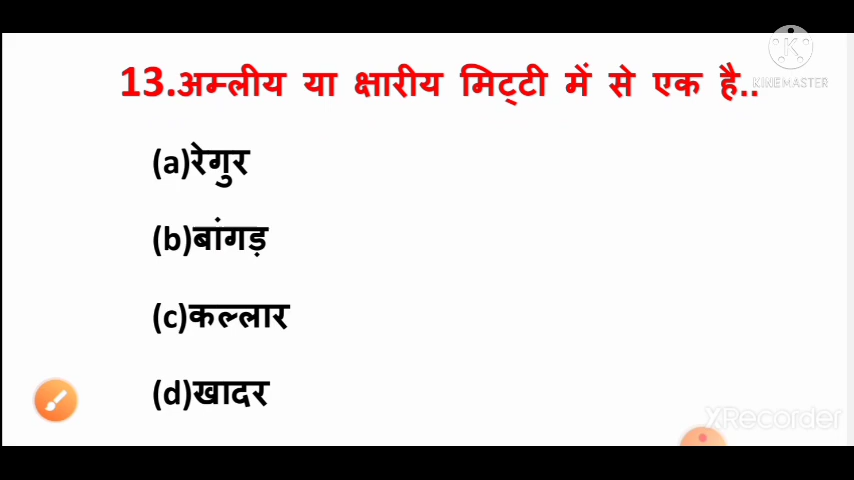 13.अम्लीय या क्षारीय मिट्टी में से एक है..
(a)रेगुर
(b)बांगड़
(c)कल्लार
(d)खादर
KINEMASTER
XRecorder